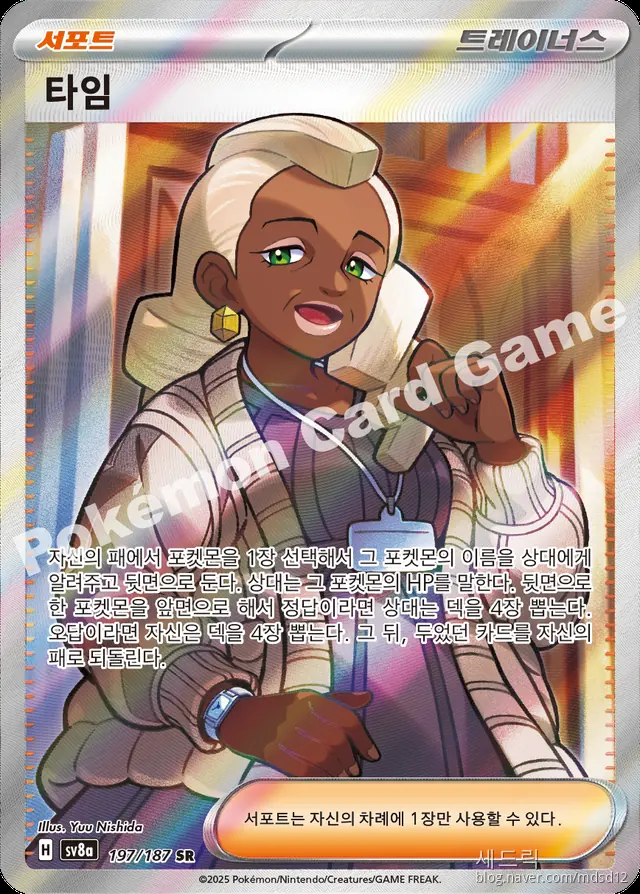 서포트 트레이너스
타임
Pokémon Card Game
자신의 패에서 포켓몬을 1장 선택해서 그 포켓몬의 이름을 상대에게
알려주고 뒷면으로 둔다. 상대는 그 포켓몬의 HP를 말한다. 뒷면으로
한 포켓몬을 앞면으로 해서 정답이라면 상대는 덱을 4장 뽑는다.
오답이라면 자신은 덱을 4장 뽑는다. 그 뒤, 두었던 카드를 자신의
패로 되돌린다.
서포트는 자신의 차례에 1장만 사용할 수 있다.
Illus. Yuu Nishida
H sv8a 197/187 SR
©2025 Pokémon/Nintendo/Creatures/GAME FREAK.
세드릭
blog.naver.com/mdsd12